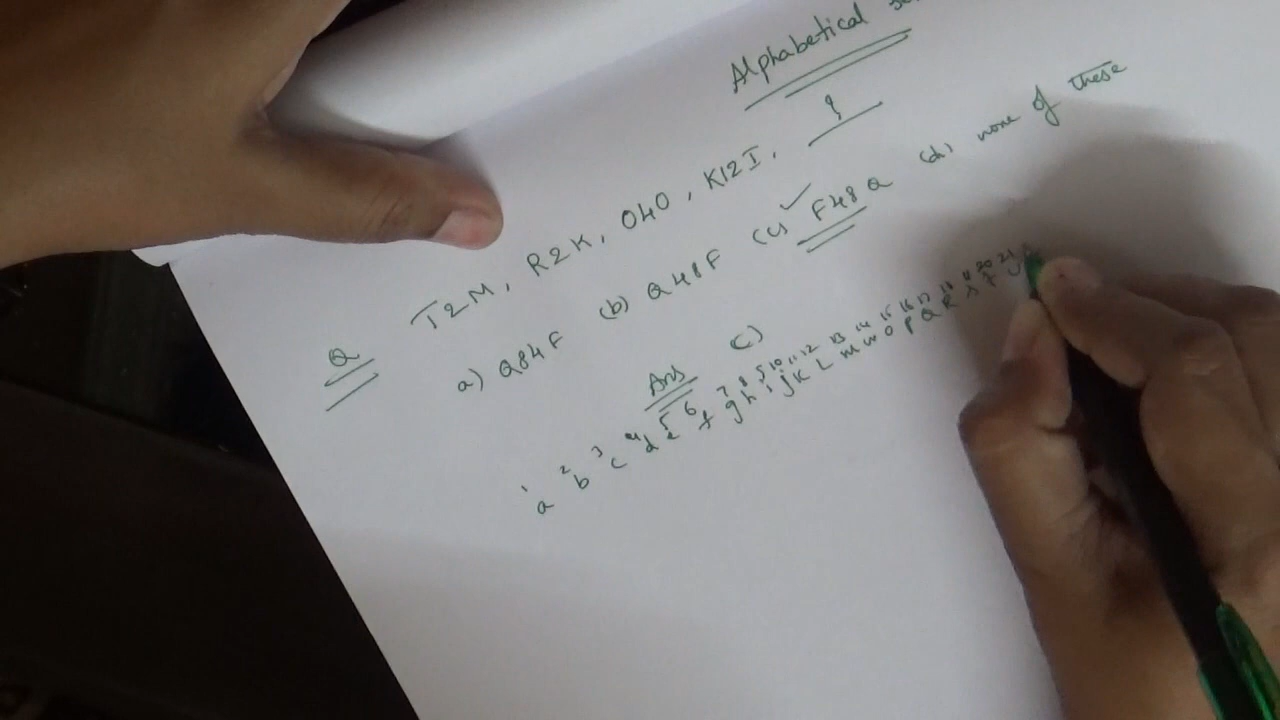 Alphabetical
Q T2M, R2K, O4O, K12I, ?
a) Q84F (b) Q48F (c) F48Q (d) none of these
Ans C)
1 2 3 4 5 6 7 8 9 10 11 12 13 14 15 16 17 18 19 20 21
a b c d e f g h i j K L m n O P Q R s t u